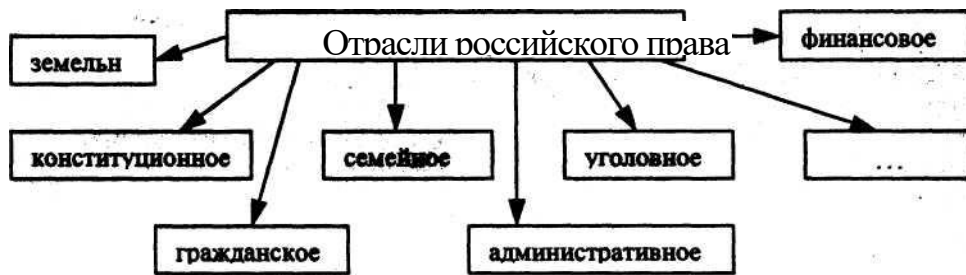 Отрасли российского права
финансовое
земельн
конституционное
семейное
уголовное
...
гражданское
административное